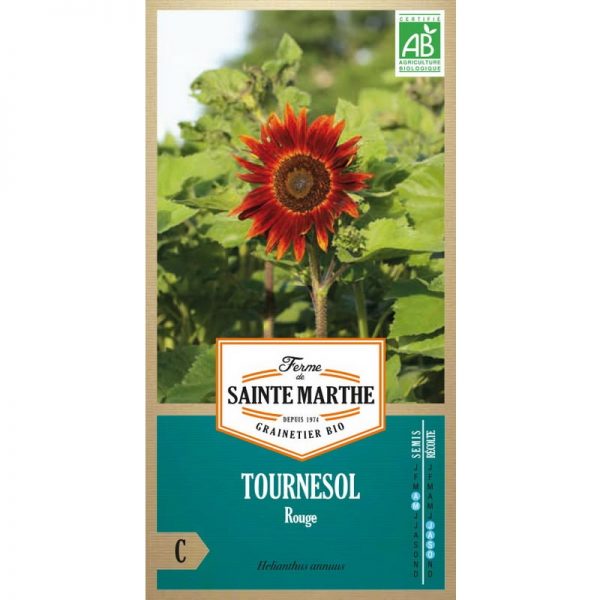 CERTIFIÉ
AB
AGRICULTURE
BIOLOGIQUE
Ferme
de
SAINTE MARTHE
DEPUIS 1974
GRAINETIER BIO
TOURNESOL
Rouge
C
Helianthus annuus
SEMIS
J F M A M J J A S O N D
RÉCOLTE
J F M A M J J A S O N D